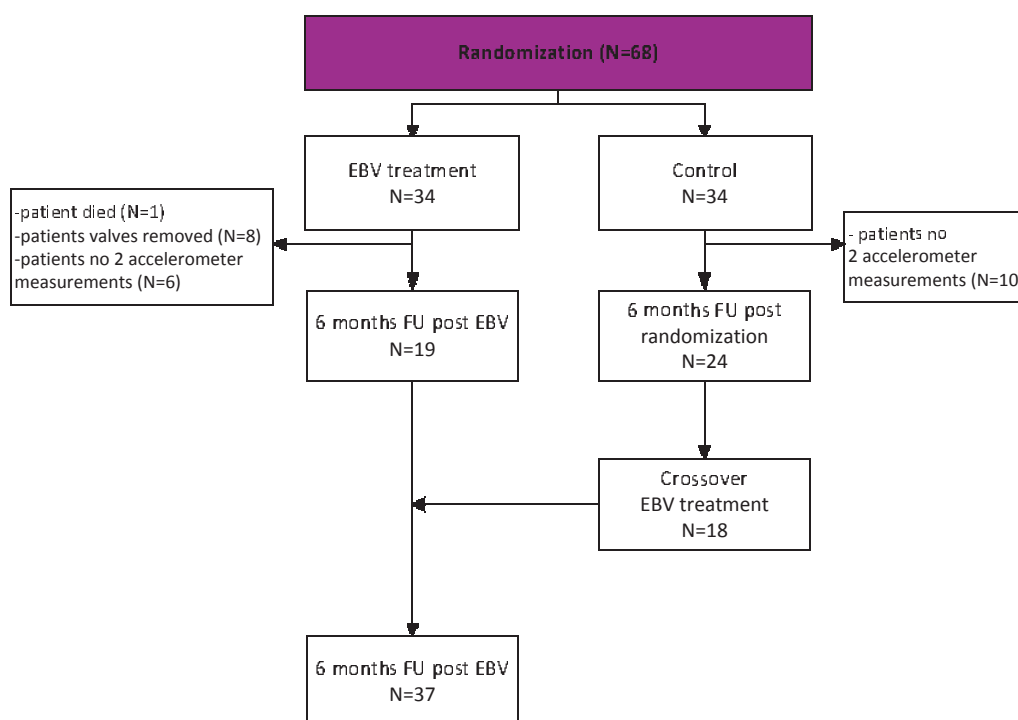 Randomization (N=68)
EBV treatment
N=34
Control
N=34
-patient died (N=1)
-patients valves removed (N=8)
-patients no 2 accelerometer
measurements (N=6)
- patients no
2 accelerometer
measurements (N=10
6 months FU post EBV
N=19
6 months FU post
randomization
N=24
Crossover
EBV treatment
N=18
6 months FU post EBV
N=37